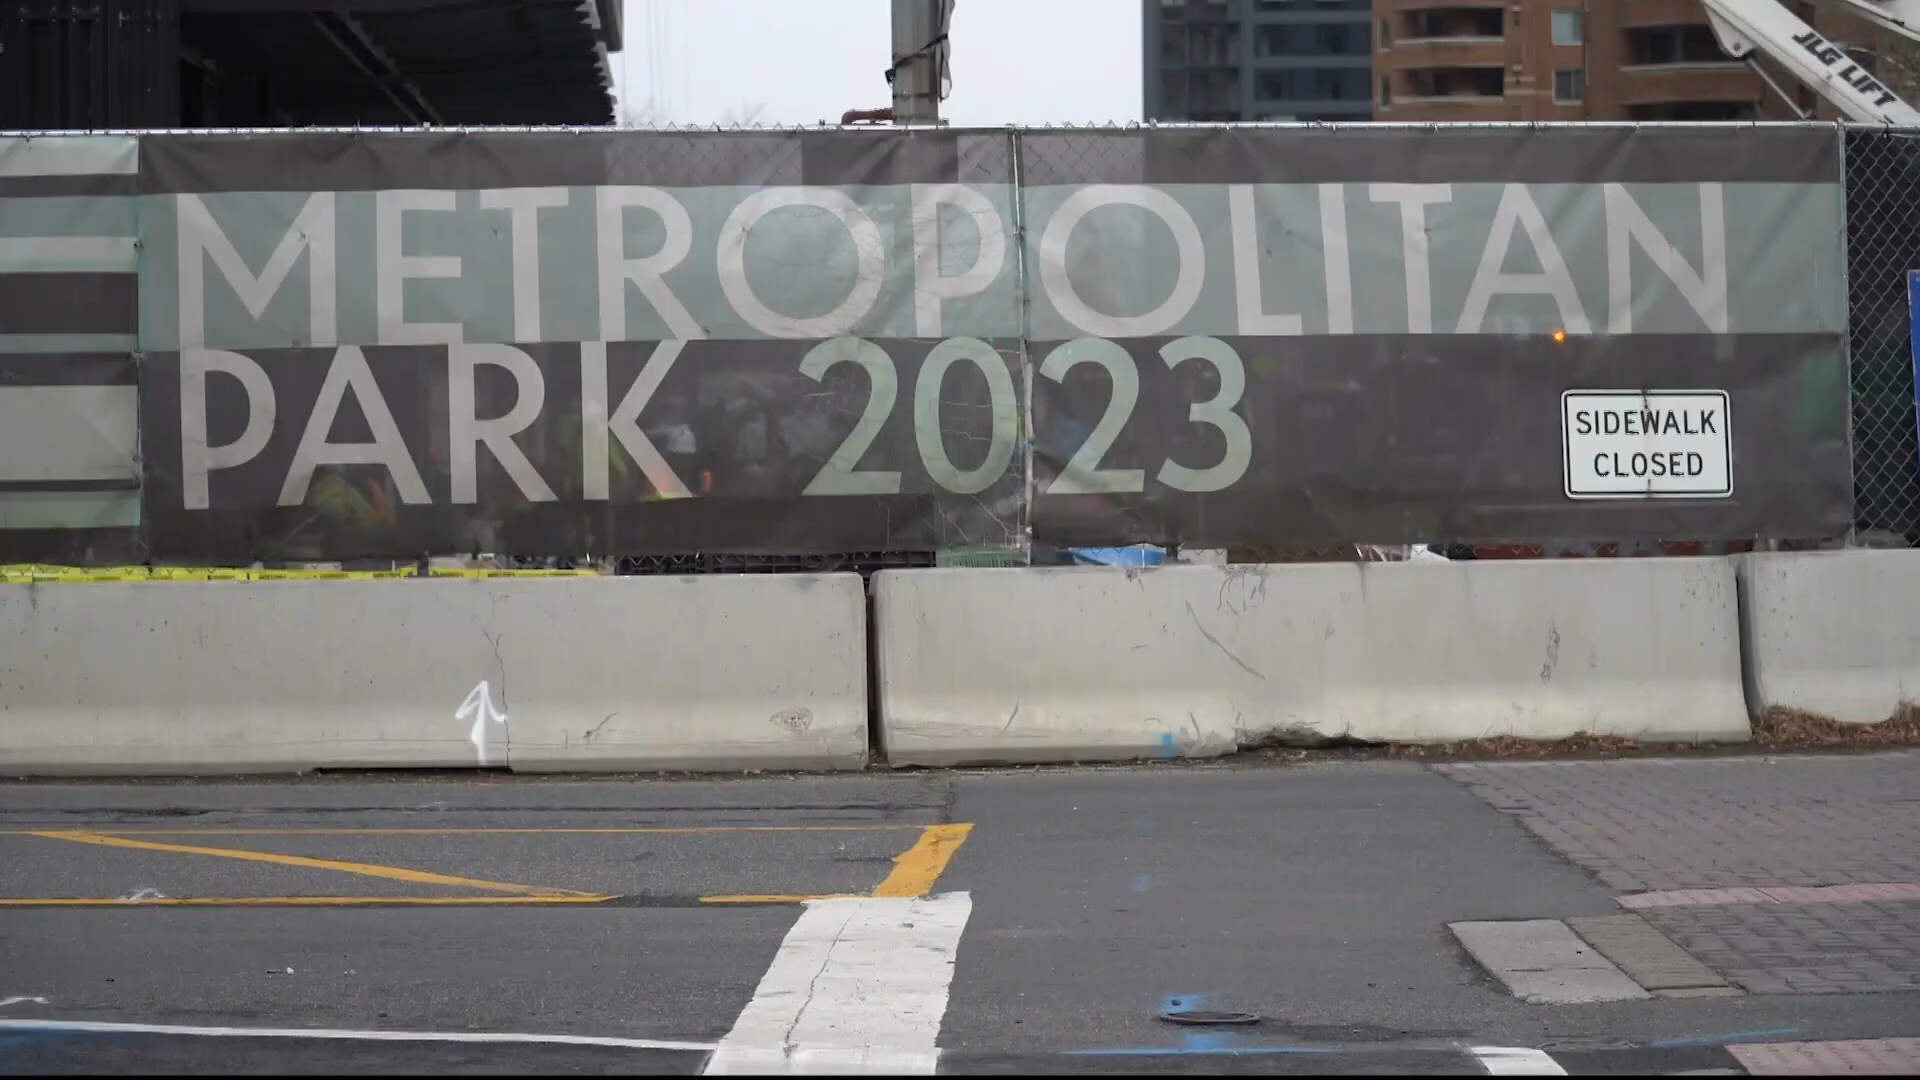 JLG LIFT
METROPOLITAN
PARK 2023
SIDEWALK
CLOSED